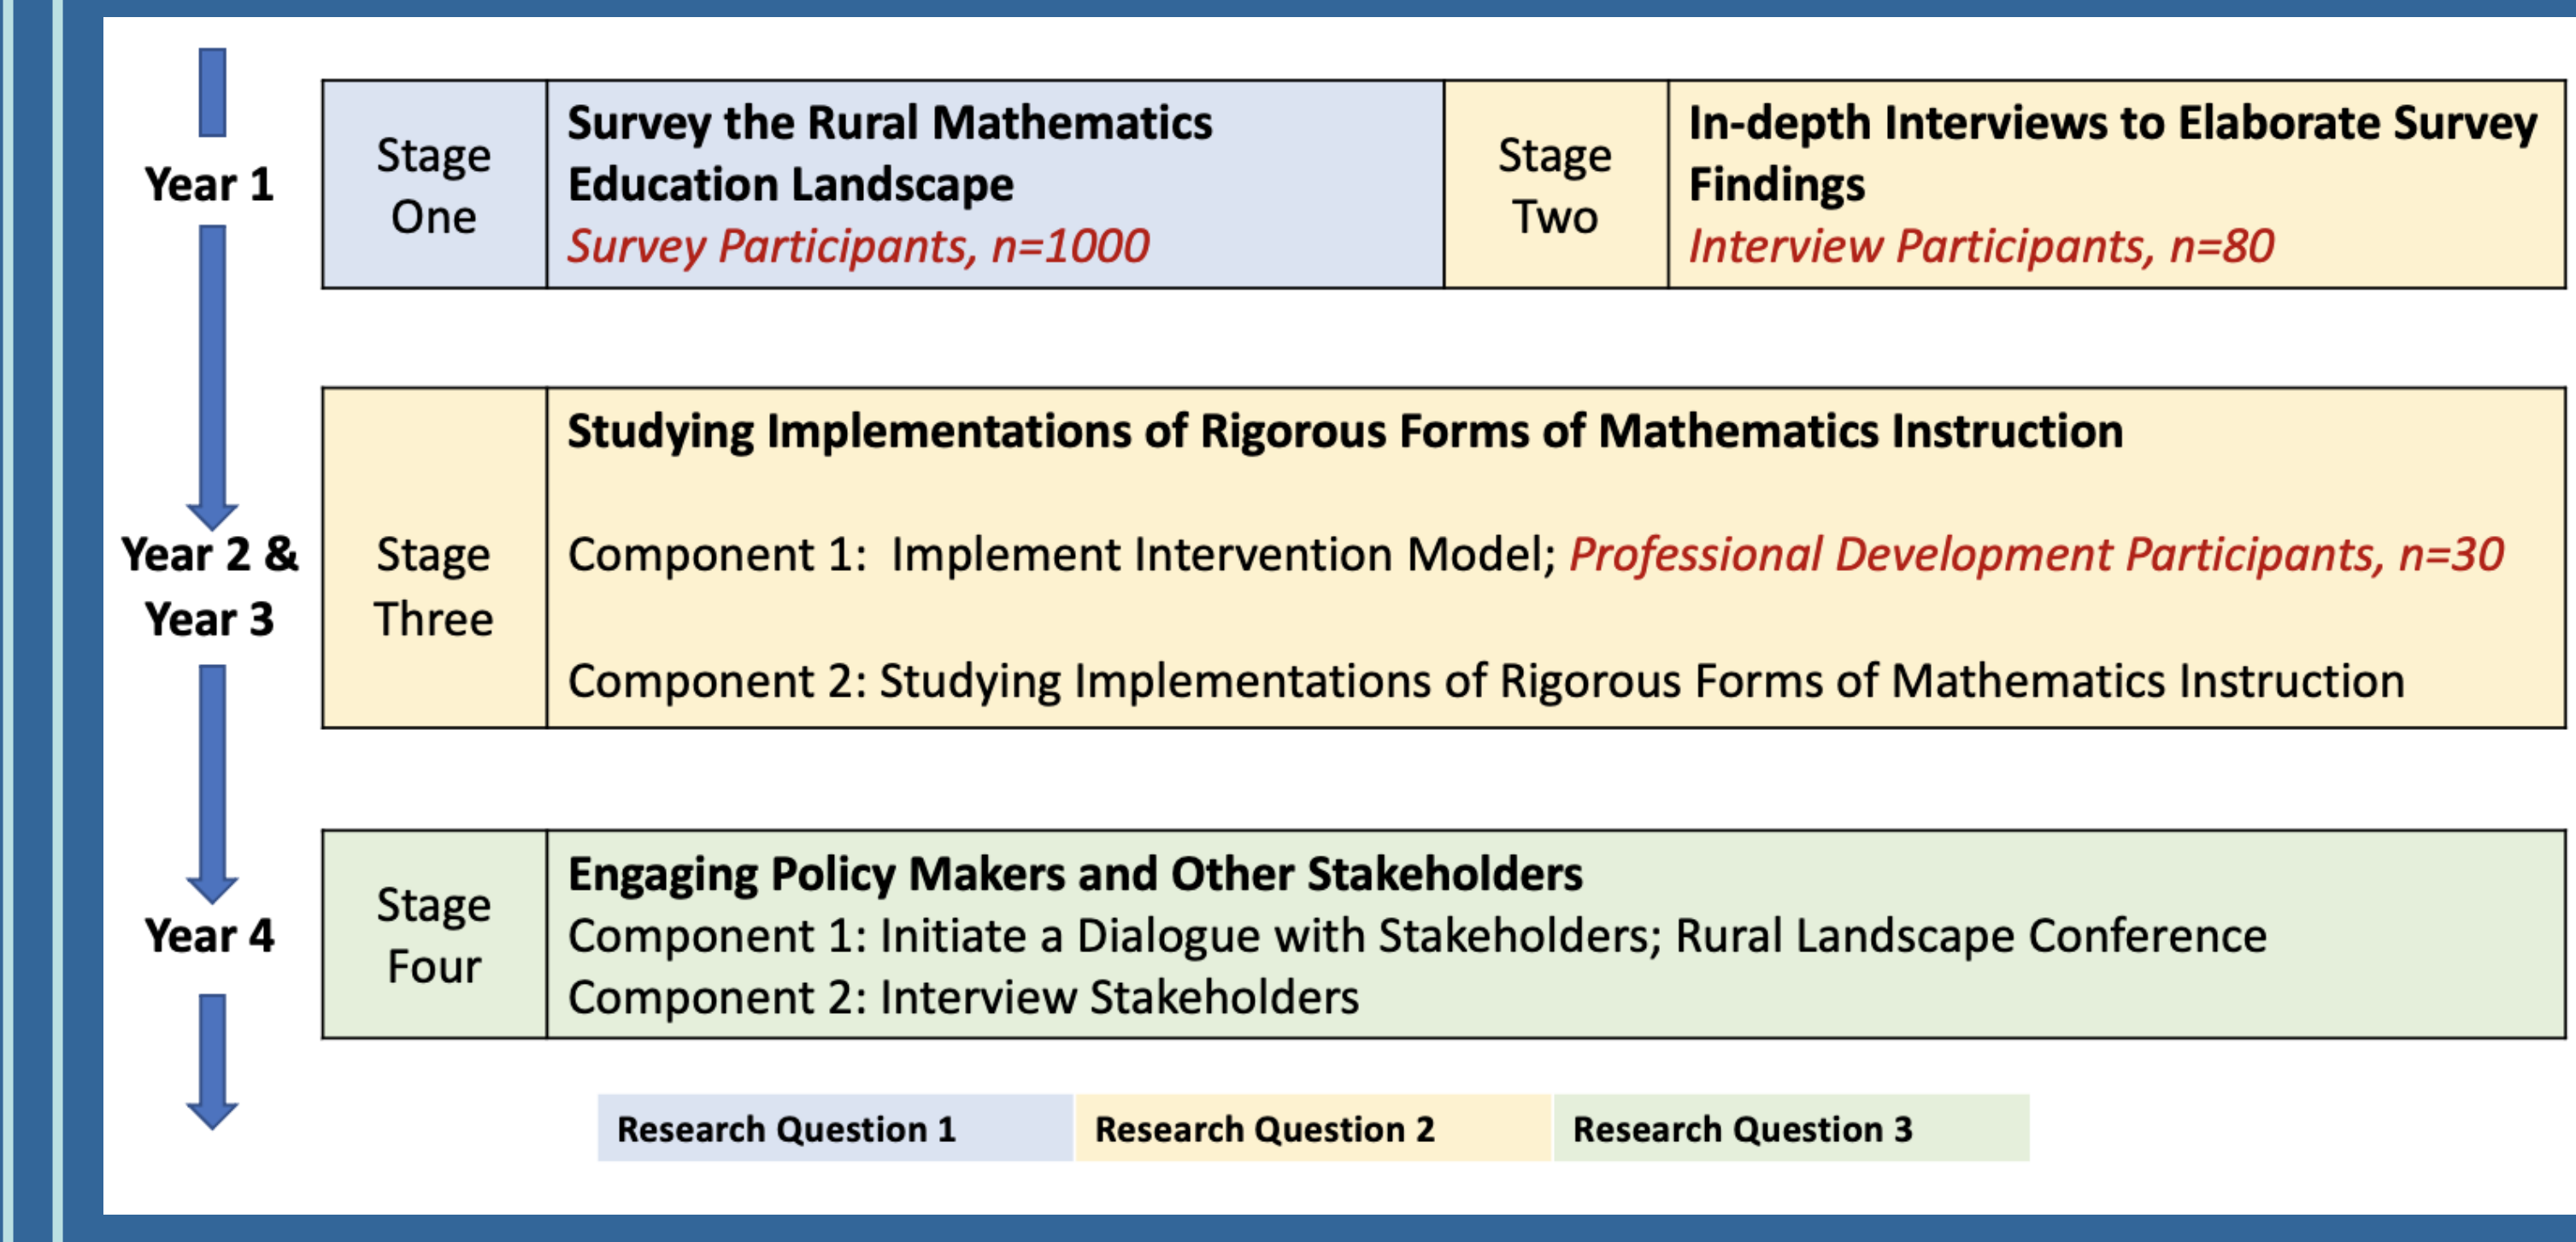 Year 1
Stage
One
Survey the Rural Mathematics
Education Landscape
Survey Participants, n=1000
Stage
Two
In-depth Interviews to Elaborate Survey
Findings
Interview Participants, n=80
Year 2 &
Year 3
Stage
Three
Studying Implementations of Rigorous Forms of Mathematics Instruction
Component 1:  Implement Intervention Model; Professional Development Participants, n=30
Component 2: Studying Implementations of Rigorous Forms of Mathematics Instruction
Year 4
Stage
Four
Engaging Policy Makers and Other Stakeholders
Component 1: Initiate a Dialogue with Stakeholders; Rural Landscape Conference
Component 2: Interview Stakeholders
Research Question 1
Research Question 2
Research Question 3